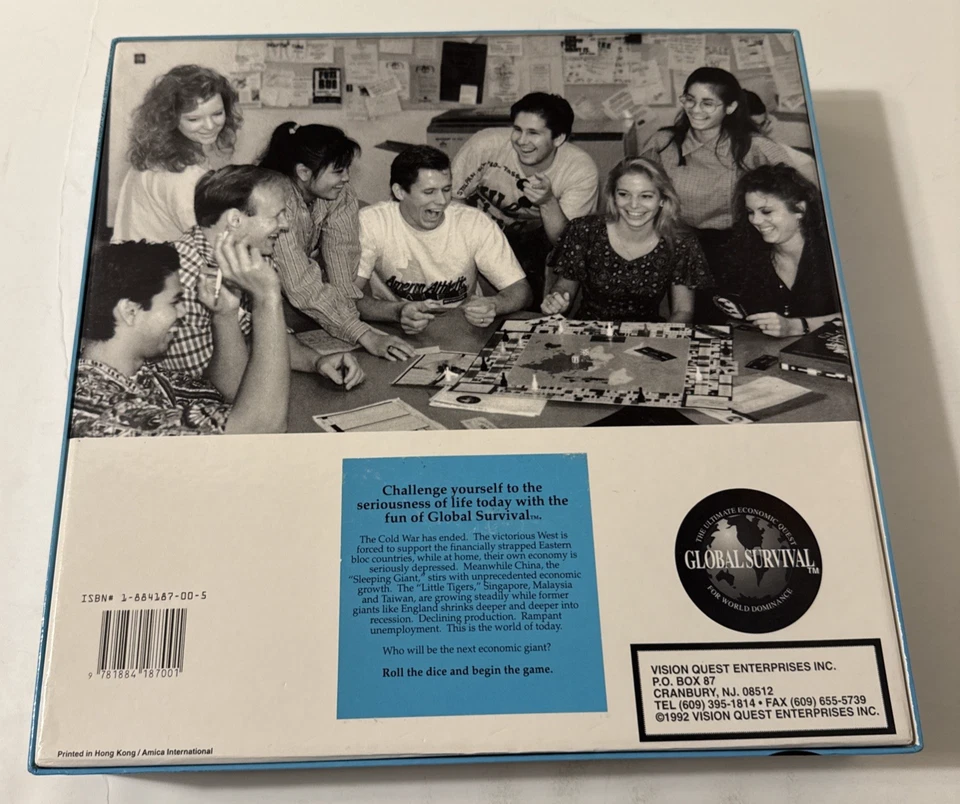 Challenge yourself to the
seriousness of life today with the
fun of Global Survival™.
The Cold War has ended. The victorious West is
forced to support the financially strapped Eastern
bloc countries, while at home, their own economy is
seriously depressed. Meanwhile China, the
"Sleeping Giant," stirs with unprecedented economic
growth. The "Little Tigers," Singapore, Malaysia
and Taiwan, are growing steadily while former
giants like England shrinks deeper and deeper into
recession. Declining production. Rampant
unemployment. This is the world of today.
Who will be the next economic giant?
Roll the dice and begin the game.
ISBN# 1-884187-00-5
9 781884 187001
Printed in Hong Kong / Amica International
THE ULTIMATE ECONOMIC QUEST
GLOBAL SURVIVAL™
FOR WORLD DOMINANCE
VISION QUEST ENTERPRISES INC.
P.O. BOX 87
CRANBURY, NJ. 08512
TEL (609) 395-1814 • FAX (609) 655-5739
©1992 VISION QUEST ENTERPRISES INC.